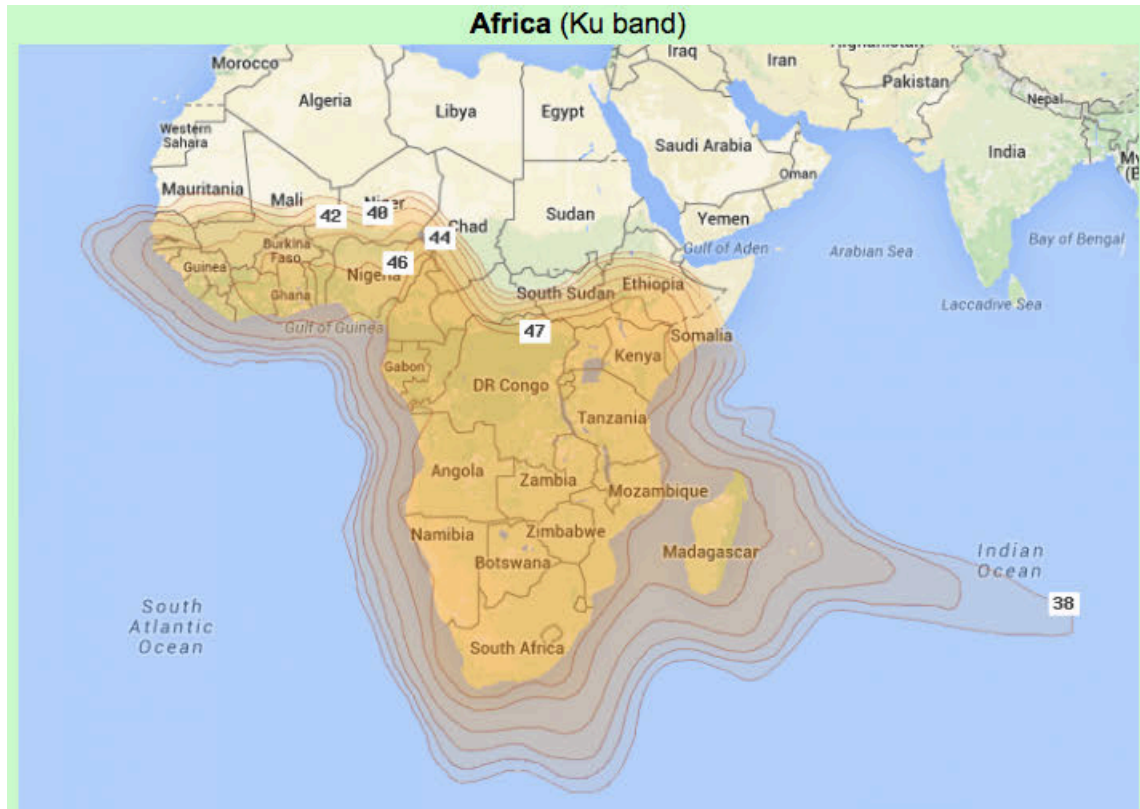 Africa (Ku band)
Morocco
Algeria
Libya
Egypt
Iraq
Iran
Pakistan
Nepal
Western
Sahara
Saudi Arabia
India
Oman
Mauritania
Mali
Niger
Chad
Sudan
Yemen
42
40
44
46
Gulf of Aden
Arabian Sea
Bay of Bengal
Guinea
Burkina
Faso
Nigeria
Ghana
South Sudan
Ethiopia
Laccadive Sea
Gulf of Guinea
47
Somalia
Gabon
DR Congo
Kenya
Tanzania
Angola
Zambia
Mozambique
Namibia
Zimbabwe
Botswana
Madagascar
Indian
Ocean
38
South
Atlantic
Ocean
South Africa